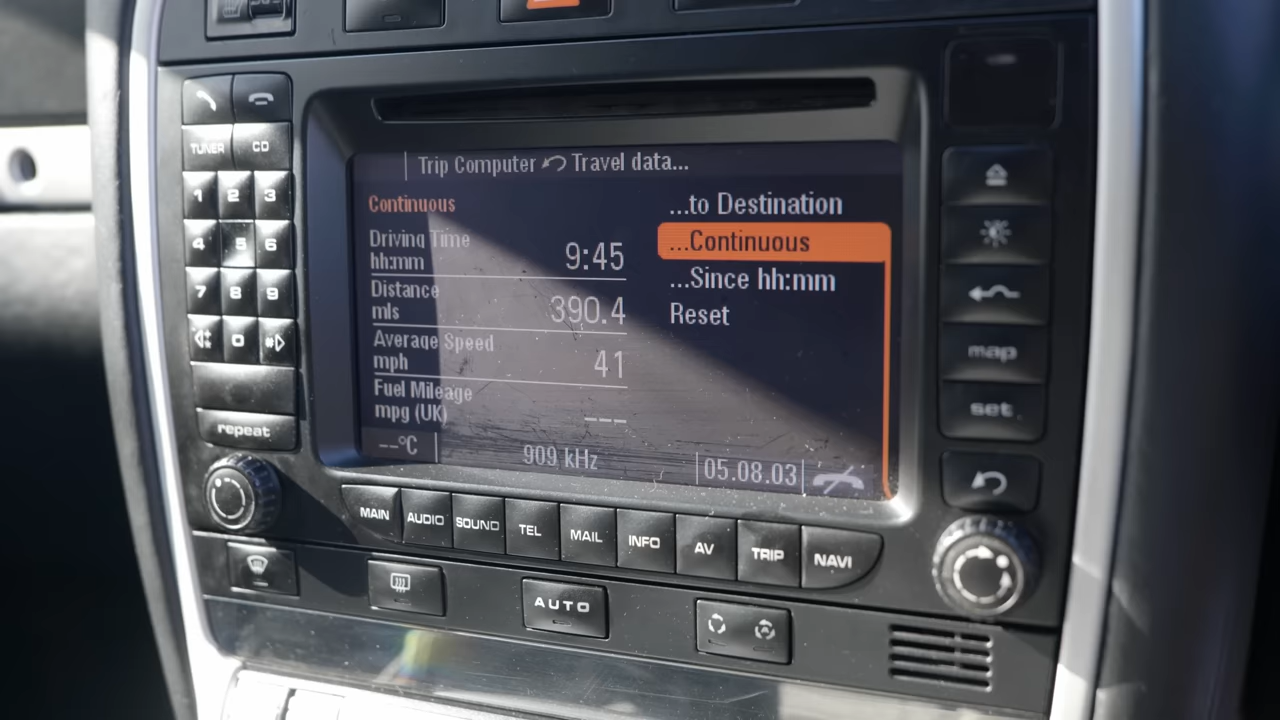 Trip Computer Travel data...
Continuous
Driving Time
hh:mm 9:45
Distance
mls 390.4
Average Speed
mph 41
Fuel Mileage
mpg (UK) ---
--°C
909 kHz
05.08.03
...to Destination
...Continuous
...Since hh:mm
Reset
TUNER CD
1 2 3
4 5 6
7 8 9
0
repeat
map
set
MAIN AUDIO SOUND TEL MAIL INFO AV TRIP NAVI
AUTO